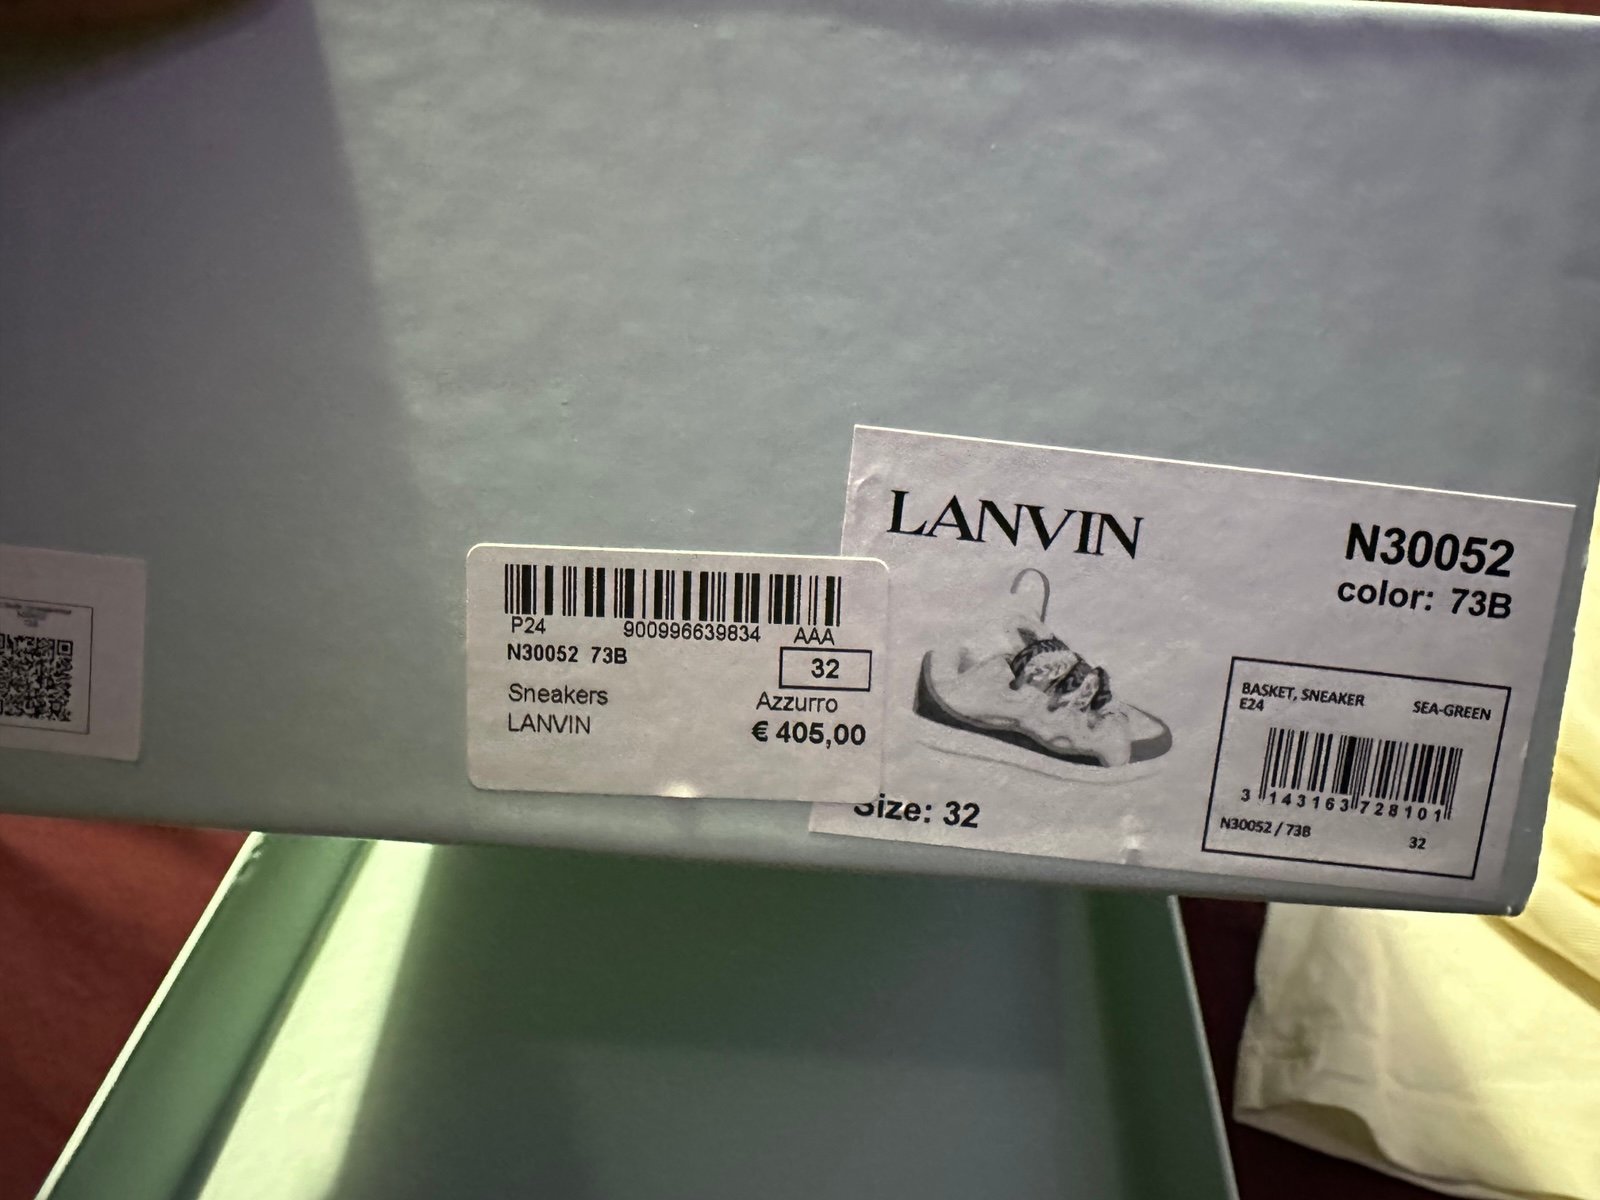 P24 900996639834 AAA
N30052 73B 32
Sneakers Azzurro
LANVIN € 405,00
LANVIN
N30052
color: 73B
Size: 32
BASKET, SNEAKER SEA-GREEN
E24
3 143163 728101
N30052 / 73B 32